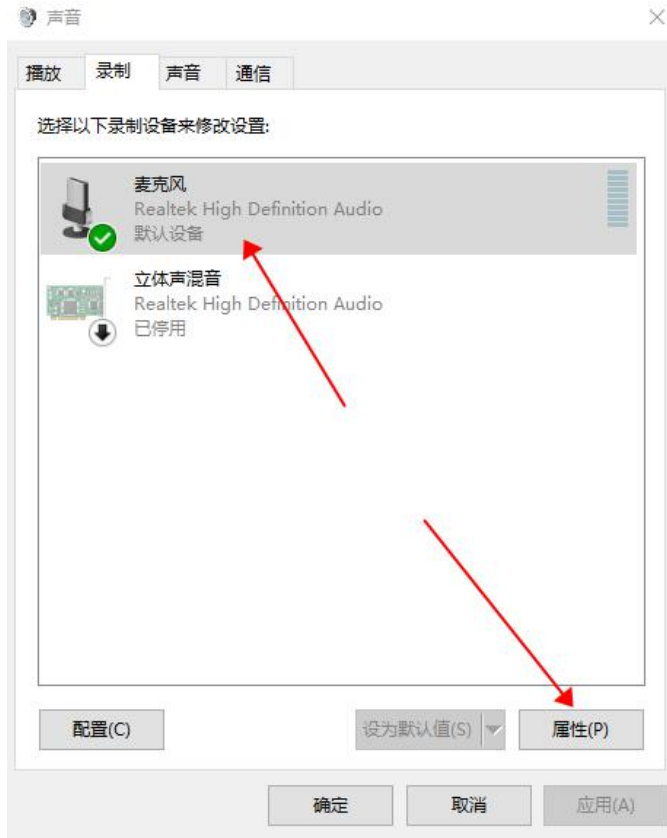 声音
播放
录制
声音
通信
选择以下录制设备来修改设置:
麦克风
Realtek High Definition Audio
默认设备
立体声混音
Realtek High Definition Audio
已停用
配置(C)
设为默认值(S)
属性(P)
确定
取消
应用(A)